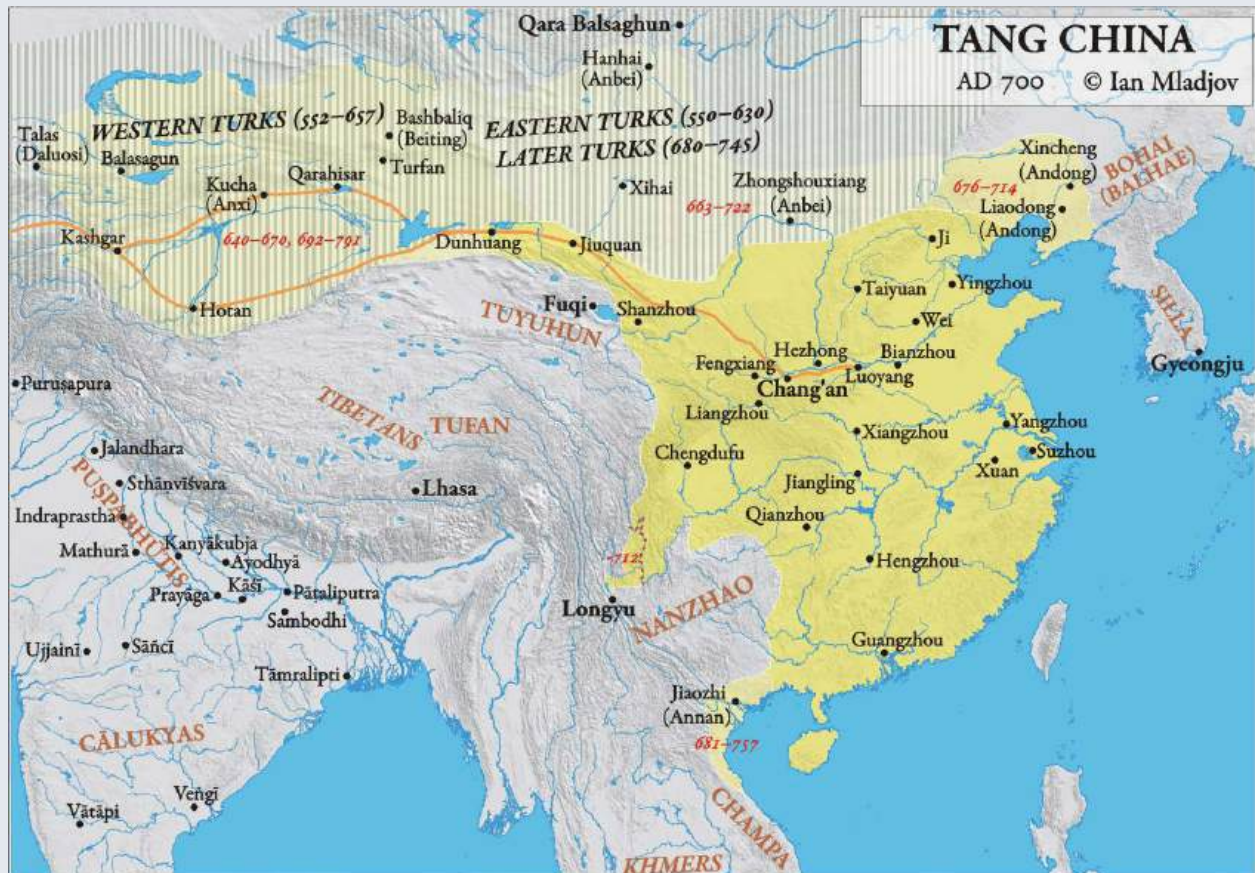 Qara Balsaghun
TANG CHINA
AD 700 © Ian Mladjov
Hanhai
(Anbei)
WESTERN TURKS (552–657)
EASTERN TURKS (550–630)
LATER TURKS (680–745)
Bashbaliq
(Beiting)
Talas
(Daluosi)
Balasagun
Turfan
Xincheng
(Andong)
BOHAI
(BALHAE)
Kucha
(Anxi)
Qarahisar
Xihai
Zhongshouxiang
(Anbei)
676–714
663–722
Liaodong
(Andong)
Kashgar
640–670, 692–791
Dunhuang
Jiuquan
Ji
Hotan
Fuqi
Shanzhou
Taiyuan
Yingzhou
TUYUHUN
Wei
SILLA
Gyeongju
Puruṣapura
Fengxiang
Hezhong
Bianzhou
Chang'an
Luoyang
Liangzhou
TIBETANS
TUFAN
Xiangzhou
Yangzhou
Suzhou
Jalandhara
Chengdufu
Xuan
Sthānvīśvara
Lhasa
Jiangling
PUṢPABHŪTIS
Indraprastha
Qianzhou
Mathurā
Kanyākubja
Ayodhyā
-712
Hengzhou
Prayāga
Kāśī
Pāṭaliputra
Sambodhi
Longyu
NANZHAO
Ujjainī
Sāñcī
Guangzhou
Tāmralipti
Jiaozhi
(Annan)
681–757
CĀLUKYAS
Veṅgī
Vātāpi
CHAMPA
KHMERS